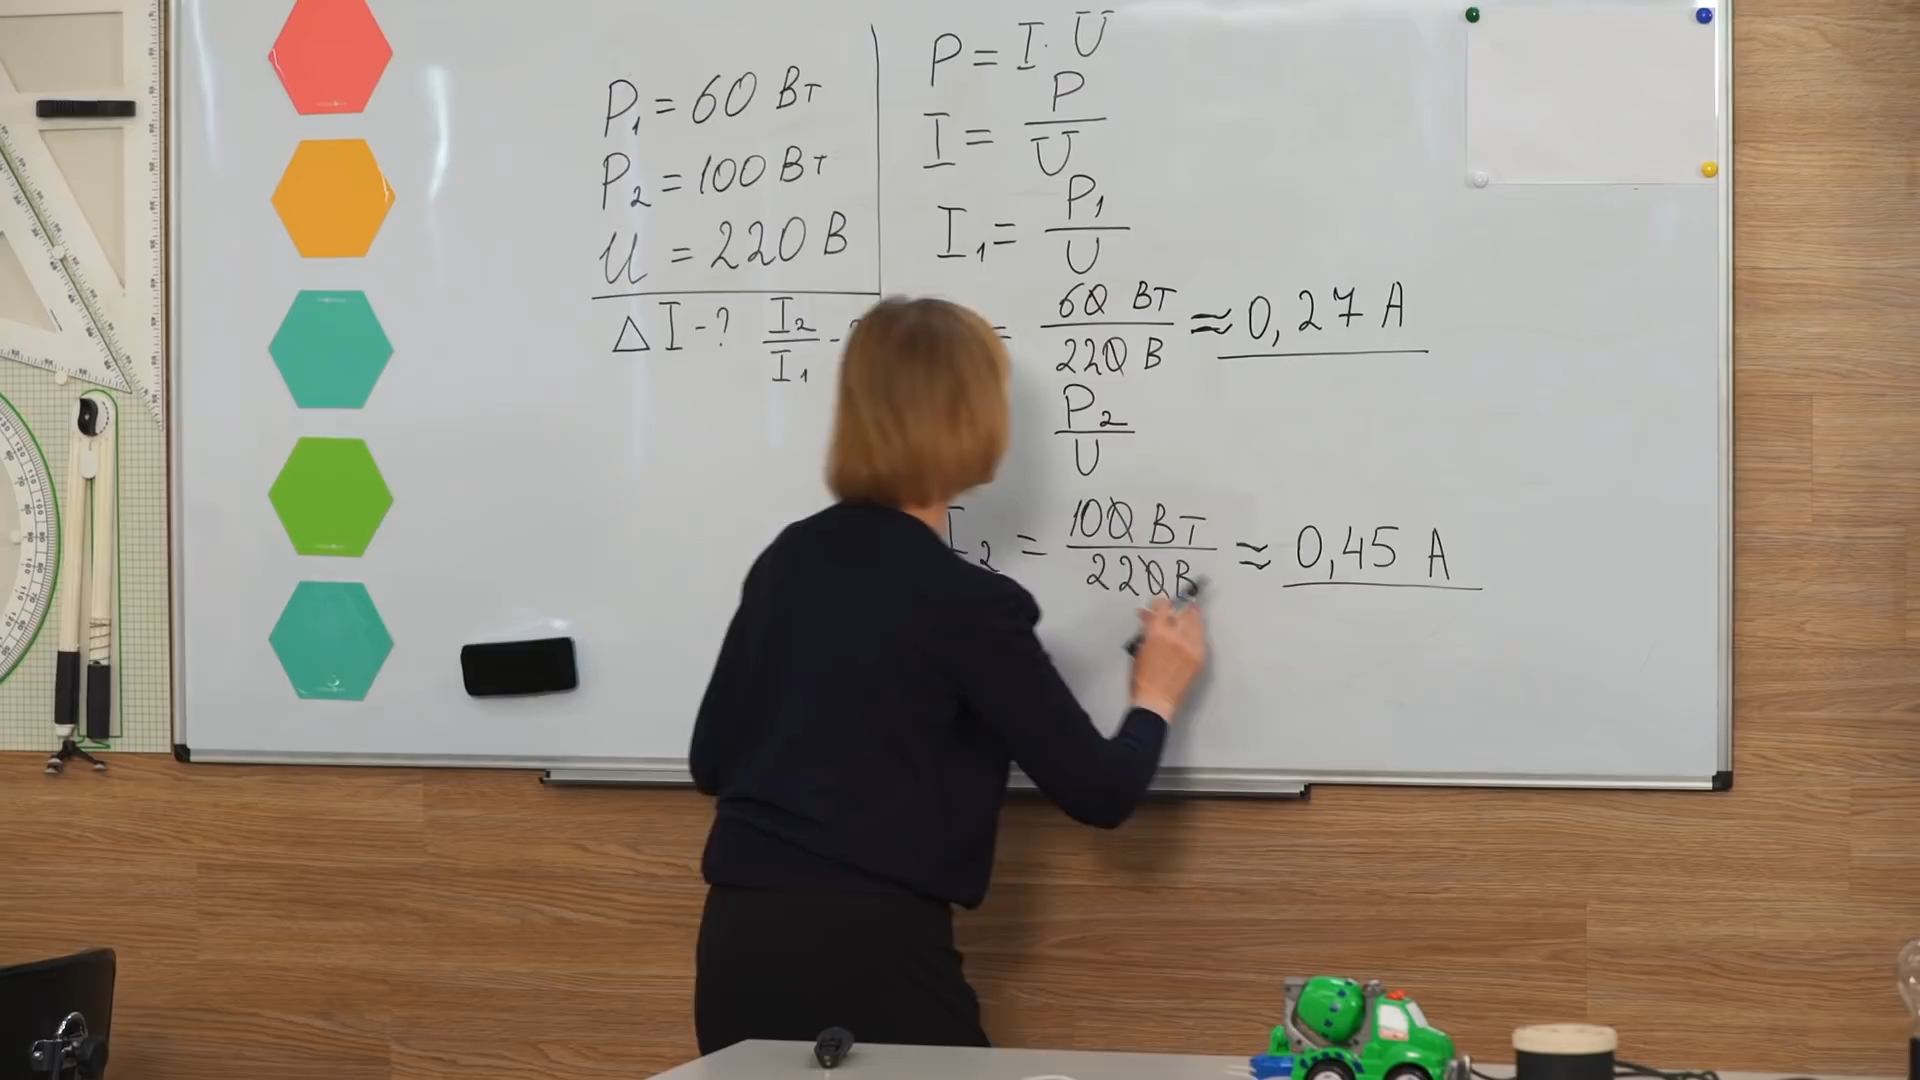 P₁ = 60 Вт
P₂ = 100 Вт
U = 220 В
Δ I - ? I₂/I₁ -
P = I · U
I = P/U
I₁ = P₁/U
= 60 Вт/220 В ≈ 0,27 А
P₂/U
I₂ = 100 Вт/220 В ≈ 0,45 А